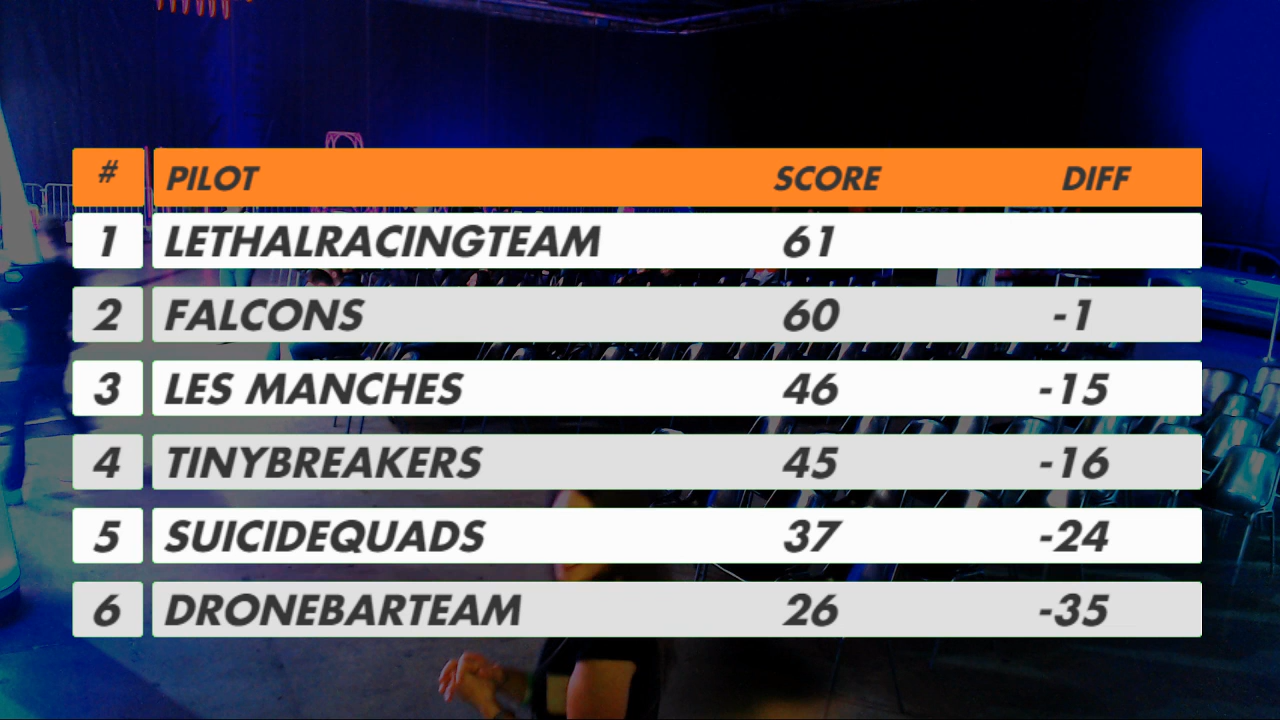 # PILOT SCORE DIFF
1 LETHALRACINGTEAM 61
2 FALCONS 60 -1
3 LES MANCHES 46 -15
4 TINYBREAKERS 45 -16
5 SUICIDEQUADS 37 -24
6 DRONEBARTEAM 26 -35